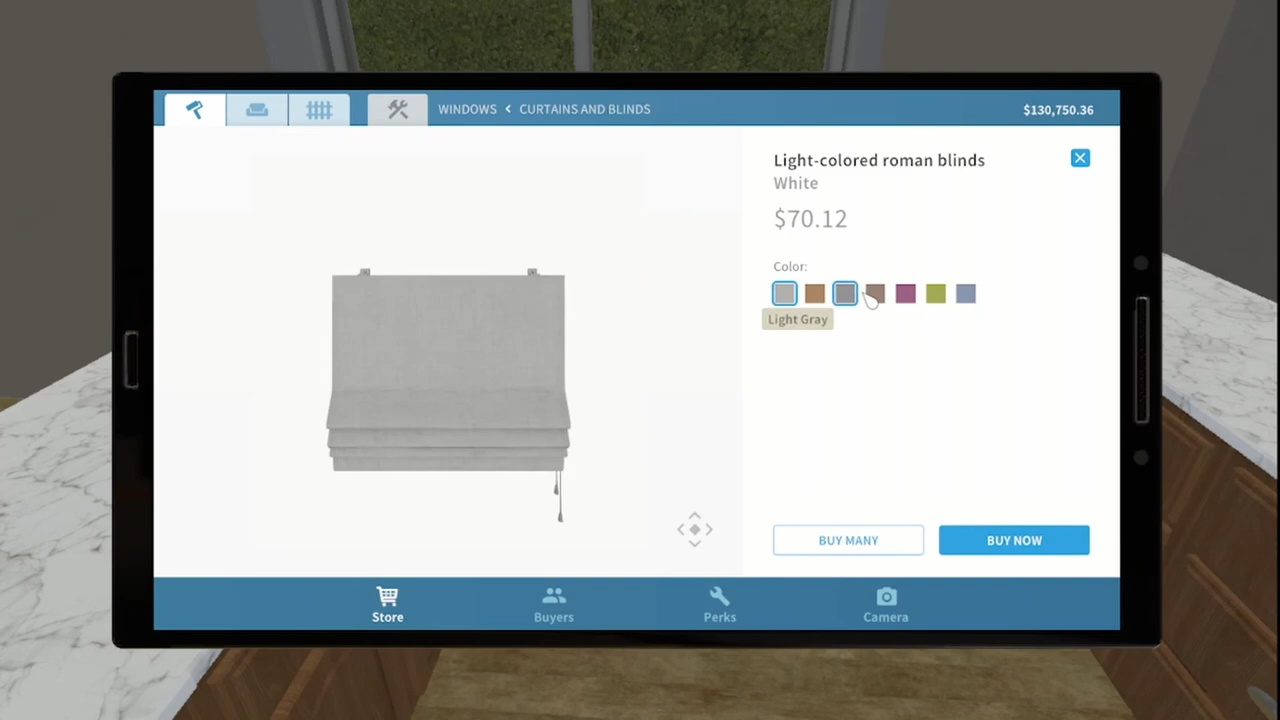 WINDOWS < CURTAINS AND BLINDS
$130,750.36
Light-colored roman blinds
White
$70.12
Color:
Light Gray
BUY MANY
BUY NOW
Store
Buyers
Perks
Camera